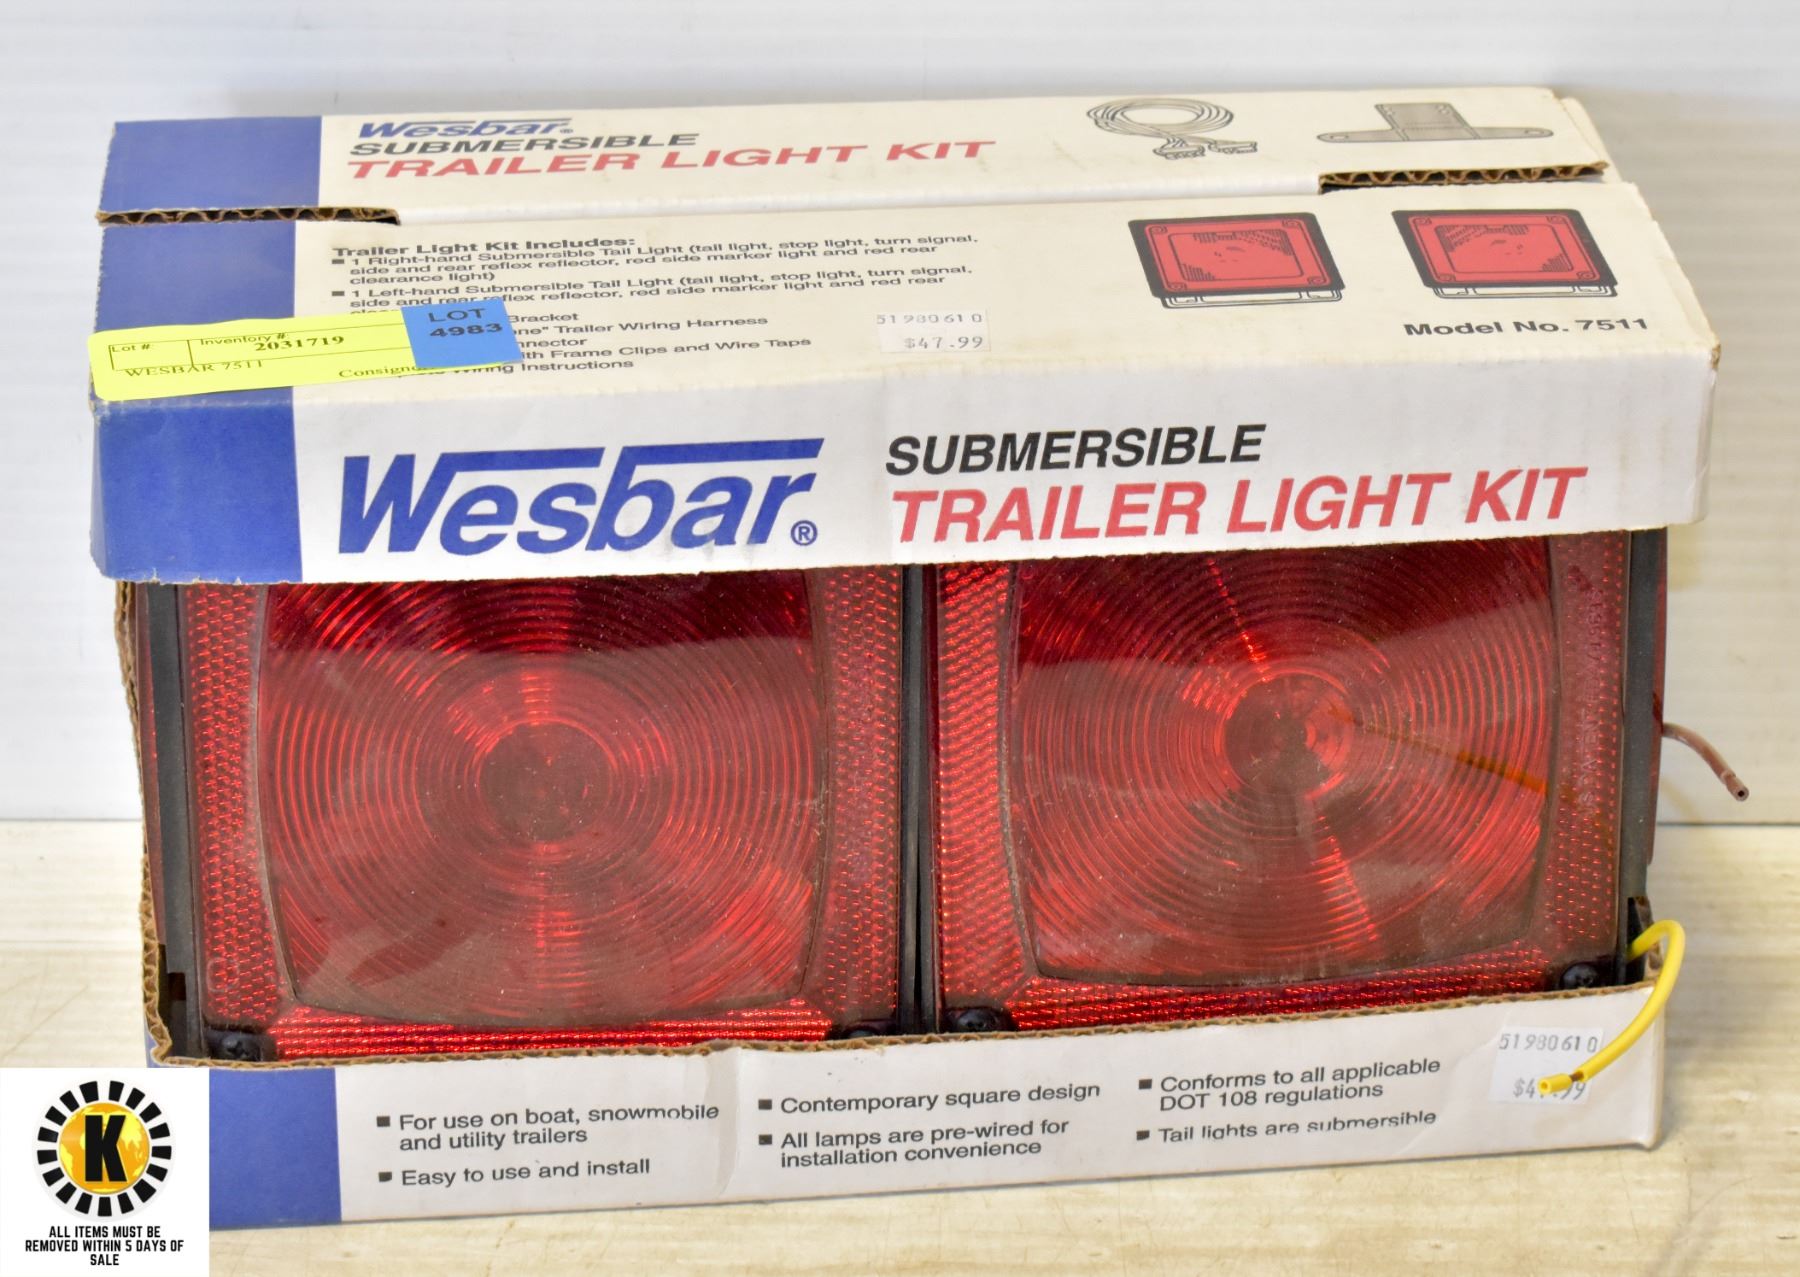 Wesbar®
SUBMERSIBLE
TRAILER LIGHT KIT
Trailer Light Kit Includes:
■ 1 Right-hand Submersible Tail Light (tail light, stop light, turn signal,
side and rear reflex reflector, red side marker light and red rear
clearance light)
■ 1 Left-hand Submersible Tail Light (tail light, stop light, turn signal,
side and rear reflex reflector, red side marker light and red rear
Bracket
Trailer Wiring Harness
with Frame Clips and Wire Taps
Wiring Instructions
51980610
$47.99
Model No. 7511
Lot #
Inventory #:
2031719
WESBAR 7511
LOT
4983
Wesbar®
SUBMERSIBLE
TRAILER LIGHT KIT
■ For use on boat, snowmobile
and utility trailers
■ Easy to use and install
■ Contemporary square design
■ All lamps are pre-wired for
installation convenience
■ Conforms to all applicable
DOT 108 regulations
■ Tail lights are submersible
51980610
K
ALL ITEMS MUST BE
REMOVED WITHIN 5 DAYS OF
SALE